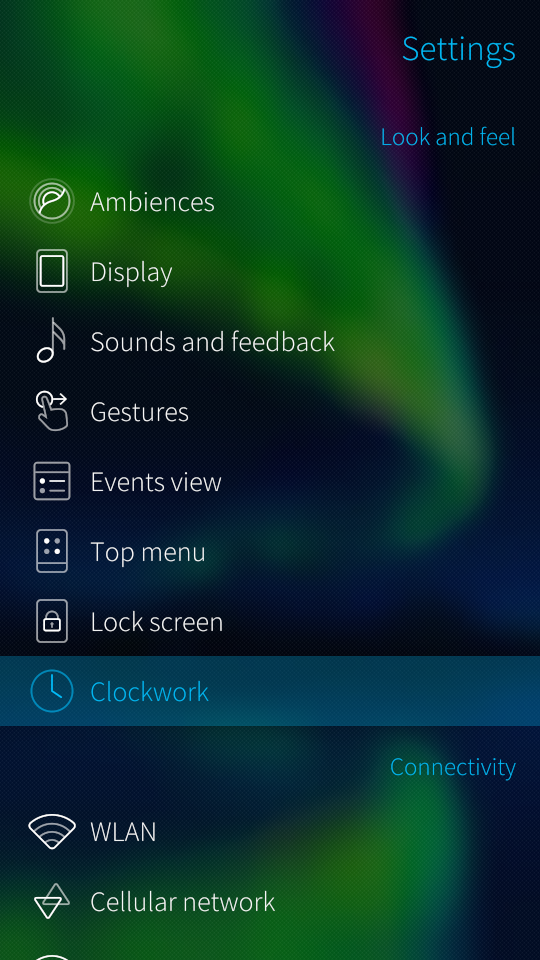 Settings
Look and feel
Ambiences
Display
Sounds and feedback
Gestures
Events view
Top menu
Lock screen
Clockwork
Connectivity
WLAN
Cellular network